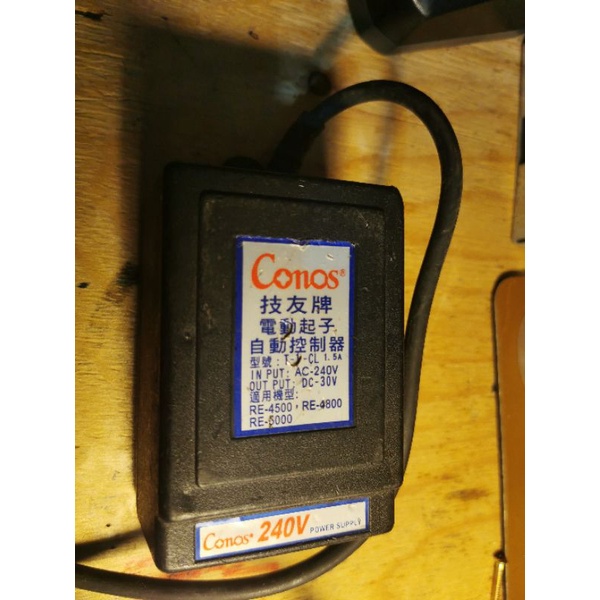 Conos®
技友牌
電動起子
自動控制器
型號: CL 1.5A
IN PUT: AC-240V
OUT PUT: DC-30V
適用機型:
RE-4500, RE-4800
RE-5000
Conos® 240V POWER SUPPLY